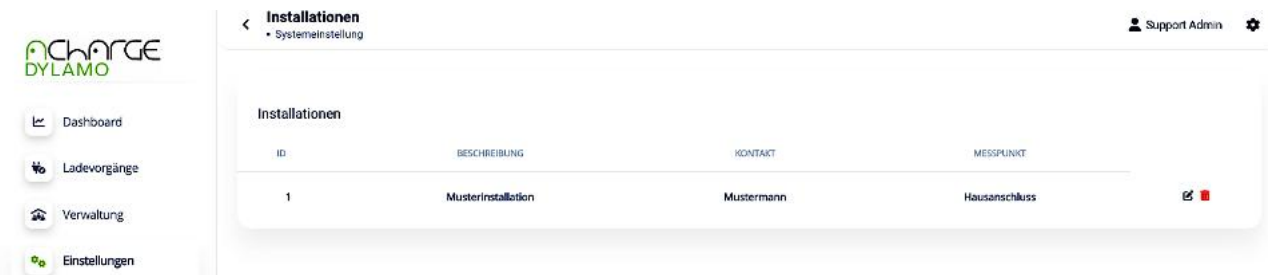 ACHARGE
DYLAMO
Dashboard
Ladevorgänge
Verwaltung
Einstellungen
Installationen
• Systemeinstellung
Support Admin
Installationen
ID BESCHREIBUNG KONTAKT MESSPUNKT
1 Musterinstallation Mustermann Hausanschluss